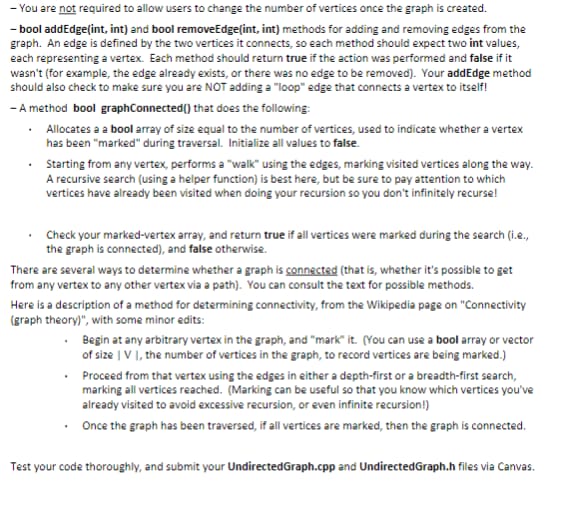 – You are not required to allow users to change the number of vertices once the graph is created.
– bool addEdge(int, int) and bool removeEdge(int, int) methods for adding and removing edges from the
graph. An edge is defined by the two vertices it connects, so each method should expect two int values,
each representing a vertex. Each method should return true if the action was performed and false if it
wasn't (for example, the edge already exists, or there was no edge to be removed). Your addEdge method
should also check to make sure you are NOT adding a "loop" edge that connects a vertex to itself!
– A method bool graphConnected() that does the following:
· Allocates a a bool array of size equal to the number of vertices, used to indicate whether a vertex
has been "marked" during traversal. Initialize all values to false.
· Starting from any vertex, performs a "walk" using the edges, marking visited vertices along the way.
A recursive search (using a helper function) is best here, but be sure to pay attention to which
vertices have already been visited when doing your recursion so you don't infinitely recurse!
· Check your marked-vertex array, and return true if all vertices were marked during the search (i.e.,
the graph is connected), and false otherwise.
There are several ways to determine whether a graph is connected (that is, whether it's possible to get
from any vertex to any other vertex via a path). You can consult the text for possible methods.
Here is a description of a method for determining connectivity, from the Wikipedia page on "Connectivity
(graph theory)", with some minor edits:
· Begin at any arbitrary vertex in the graph, and "mark" it. (You can use a bool array or vector
of size | V |, the number of vertices in the graph, to record vertices are being marked.)
· Proceed from that vertex using the edges in either a depth-first or a breadth-first search,
marking all vertices reached. (Marking can be useful so that you know which vertices you've
already visited to avoid excessive recursion, or even infinite recursion!)
· Once the graph has been traversed, if all vertices are marked, then the graph is connected.
Test your code thoroughly, and submit your UndirectedGraph.cpp and UndirectedGraph.h files via Canvas.